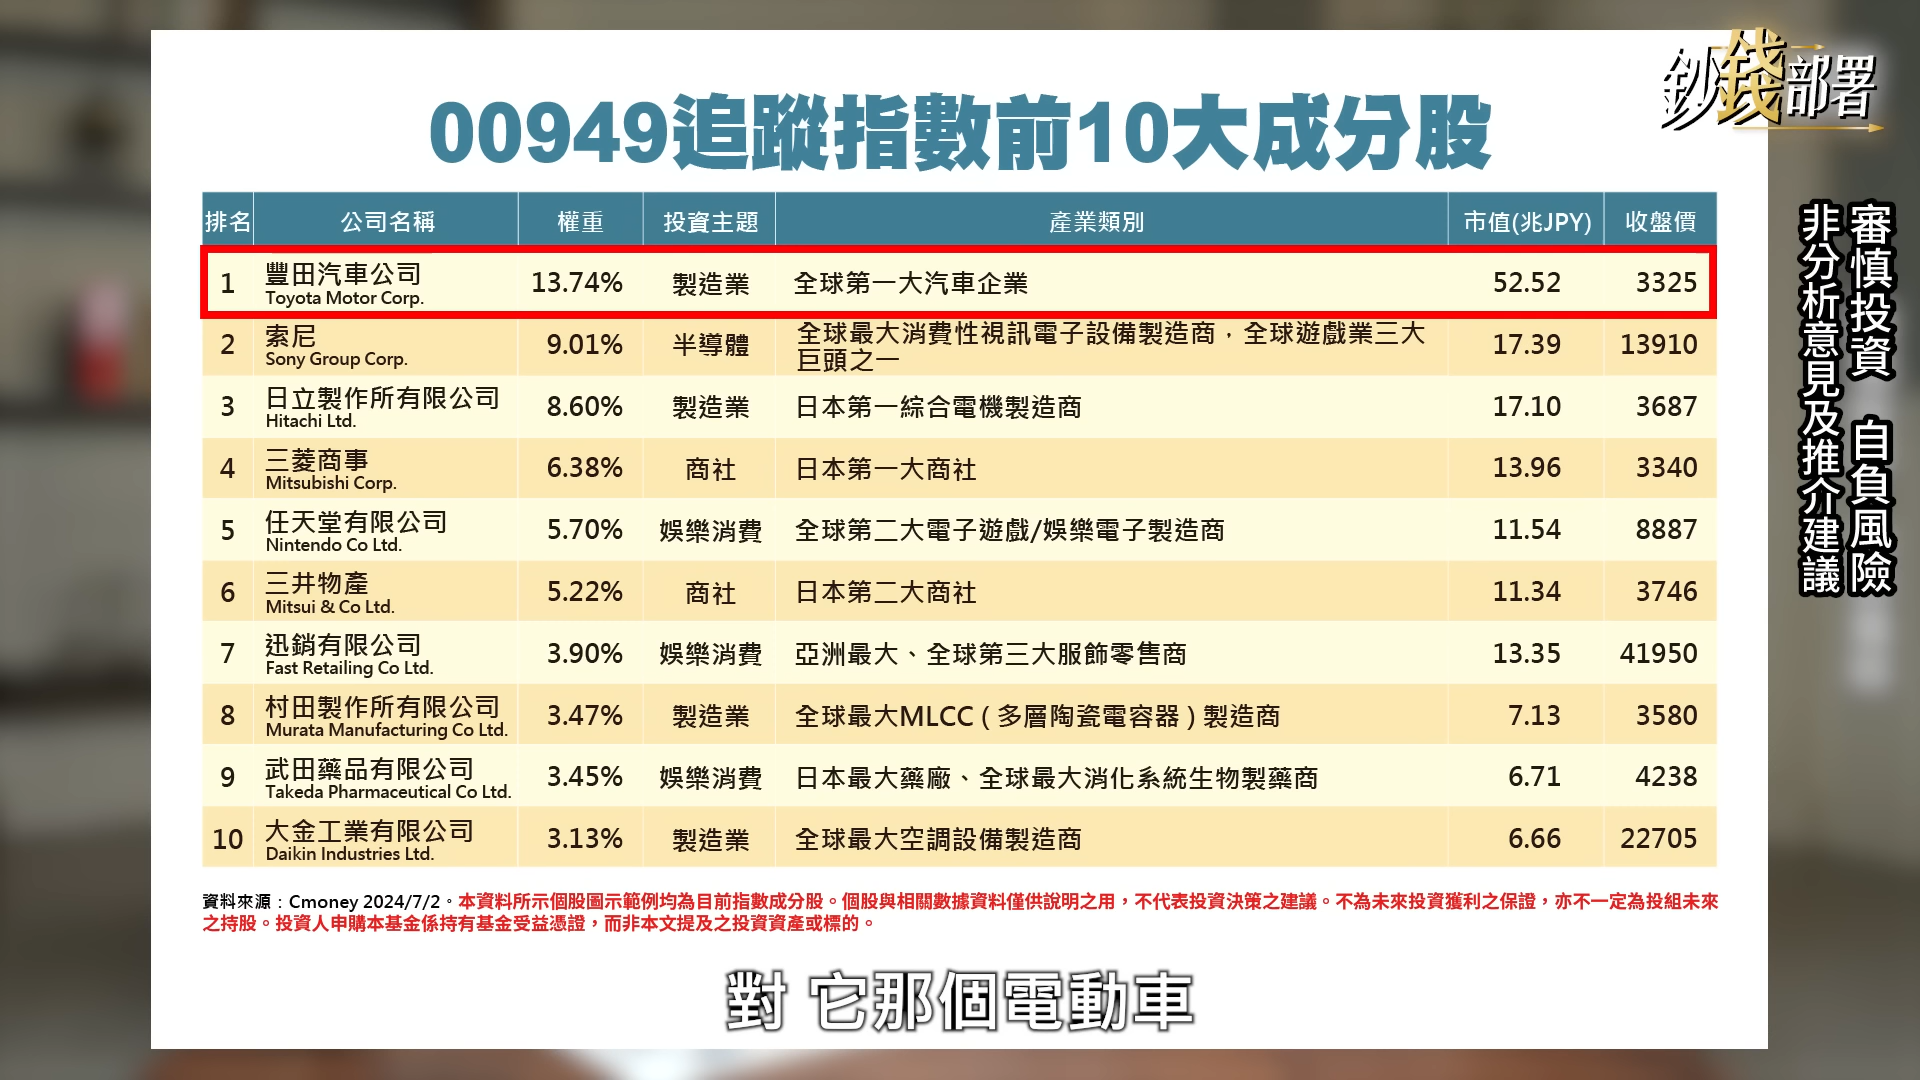 鈔錢部署
00949追蹤指數前10大成分股
審慎投資 自負風險
非分析意見及推介建議
排名 公司名稱 權重 投資主題 產業類別 市值(兆JPY) 收盤價
1 豐田汽車公司 Toyota Motor Corp. 13.74% 製造業 全球第一大汽車企業 52.52 3325
2 索尼 Sony Group Corp. 9.01% 半導體 全球最大消費性視訊電子設備製造商，全球遊戲業三大巨頭之一 17.39 13910
3 日立製作所有限公司 Hitachi Ltd. 8.60% 製造業 日本第一綜合電機製造商 17.10 3687
4 三菱商事 Mitsubishi Corp. 6.38% 商社 日本第一大商社 13.96 3340
5 任天堂有限公司 Nintendo Co Ltd. 5.70% 娛樂消費 全球第二大電子遊戲/娛樂電子製造商 11.54 8887
6 三井物產 Mitsui & Co Ltd. 5.22% 商社 日本第二大商社 11.34 3746
7 迅銷有限公司 Fast Retailing Co Ltd. 3.90% 娛樂消費 亞洲最大、全球第三大服飾零售商 13.35 41950
8 村田製作所有限公司 Murata Manufacturing Co Ltd. 3.47% 製造業 全球最大MLCC ( 多層陶瓷電容器 ) 製造商 7.13 3580
9 武田藥品有限公司 Takeda Pharmaceutical Co Ltd. 3.45% 娛樂消費 日本最大藥廠、全球最大消化系統生物製藥商 6.71 4238
10 大金工業有限公司 Daikin Industries Ltd. 3.13% 製造業 全球最大空調設備製造商 6.66 22705
資料來源：Cmoney 2024/7/2。本資料所示個股圖示範例均為目前指數成分股。個股與相關數據資料僅供說明之用，不代表投資決策之建議。不為未來投資獲利之保證，亦不一定為投組未來
之持股。投資人申購本基金係持有基金受益憑證，而非本文提及之投資資產或標的。
對 它那個電動車